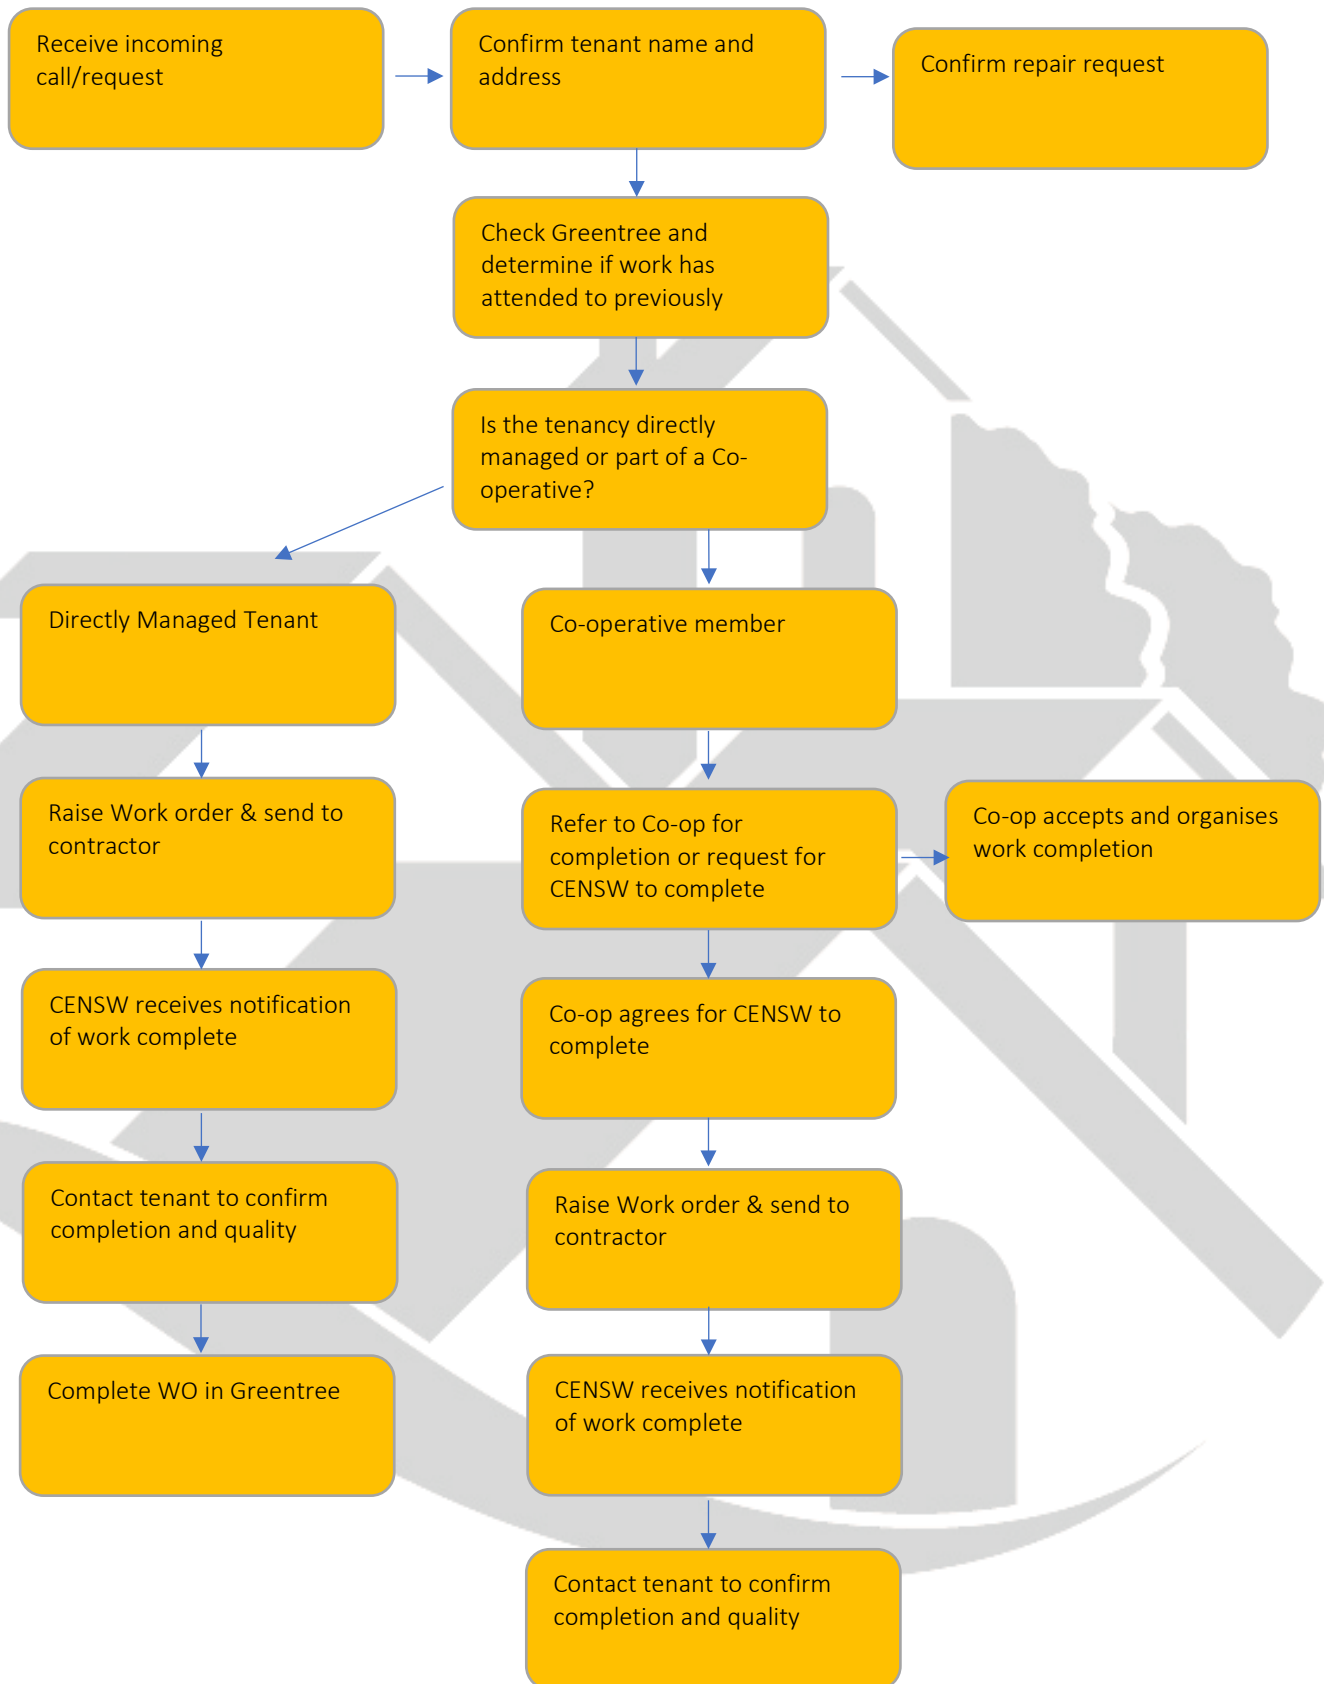 Receive incoming
call/request
Confirm tenant name and
address
Confirm repair request
Check Greentree and
determine if work has
attended to previously
Is the tenancy directly
managed or part of a Co-
operative?
Directly Managed Tenant
Co-operative member
Raise Work order & send to
contractor
Refer to Co-op for
completion or request for
CENSW to complete
Co-op accepts and organises
work completion
CENSW receives notification
of work complete
Co-op agrees for CENSW to
complete
Contact tenant to confirm
completion and quality
Raise Work order & send to
contractor
Complete WO in Greentree
CENSW receives notification
of work complete
Contact tenant to confirm
completion and quality